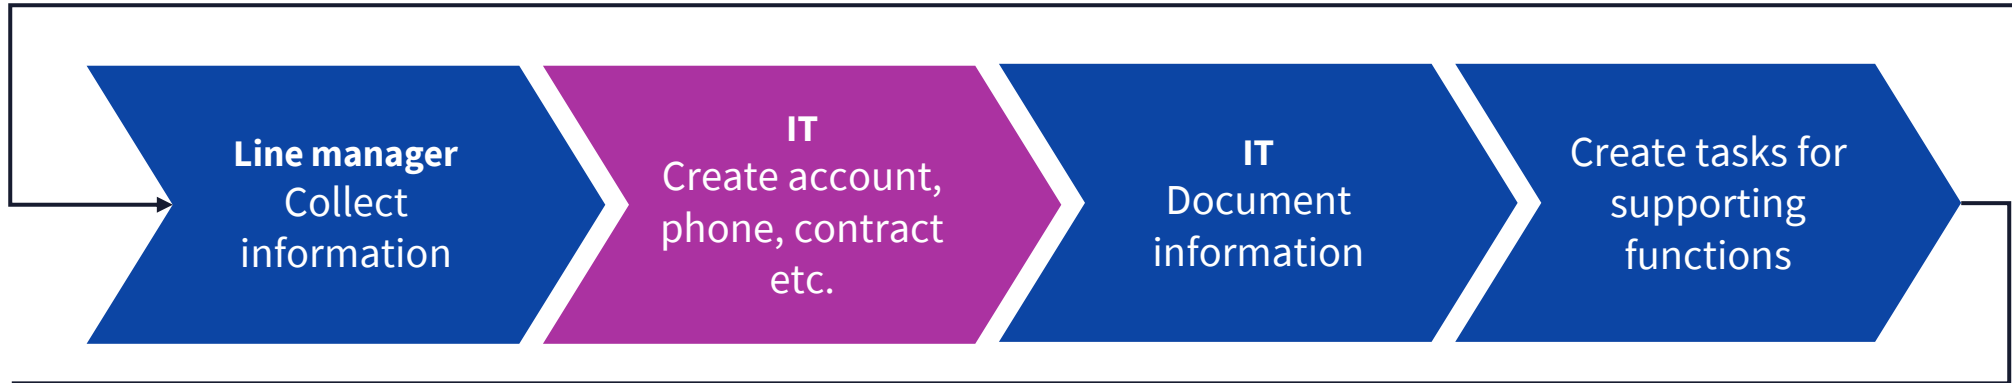 Line manager
Collect
information
IT
Create account,
phone, contract
etc.
IT
Document
information
Create tasks for
supporting
functions